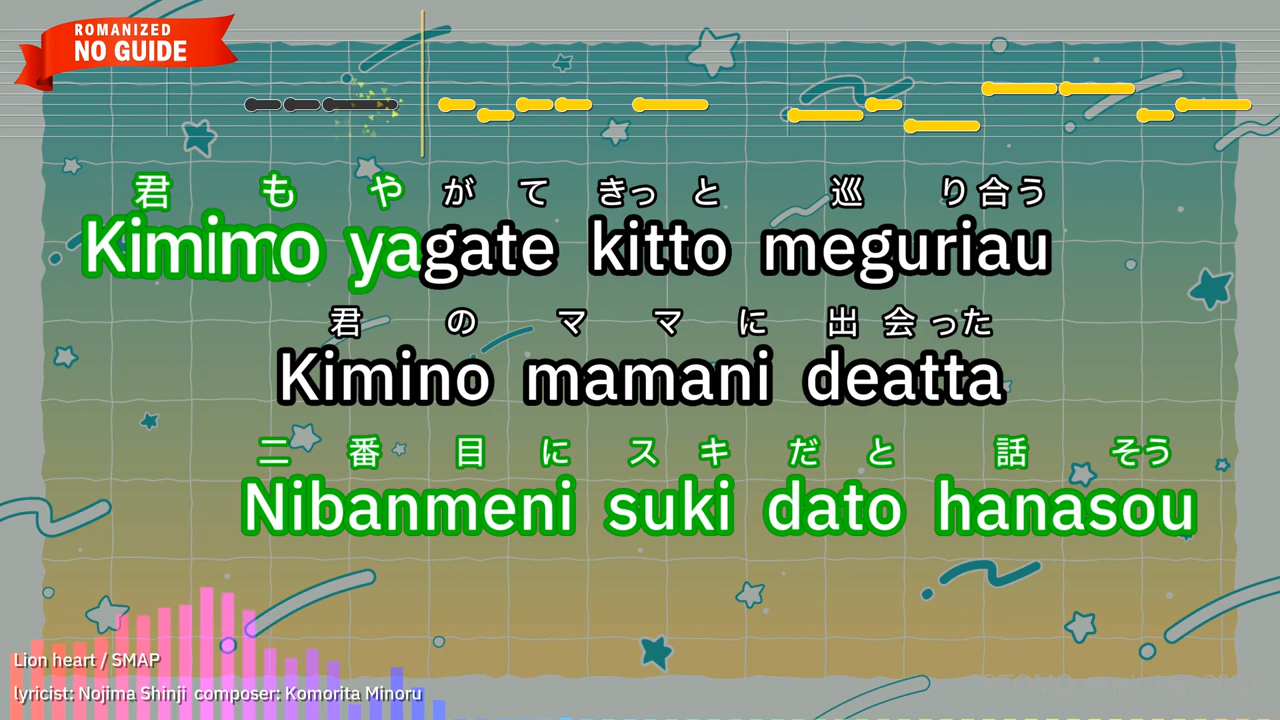 ROMANIZED
NO GUIDE
君もやがてきっと巡り合う
Kimimo yagate kitto meguriau
君のママに出会った
Kimino mamani deatta
二番目にスキだと話そう
Nibanmeni suki dato hanasou
Lion heart / SMAP
lyricist: Nojima Shinji composer: Komorita Minoru